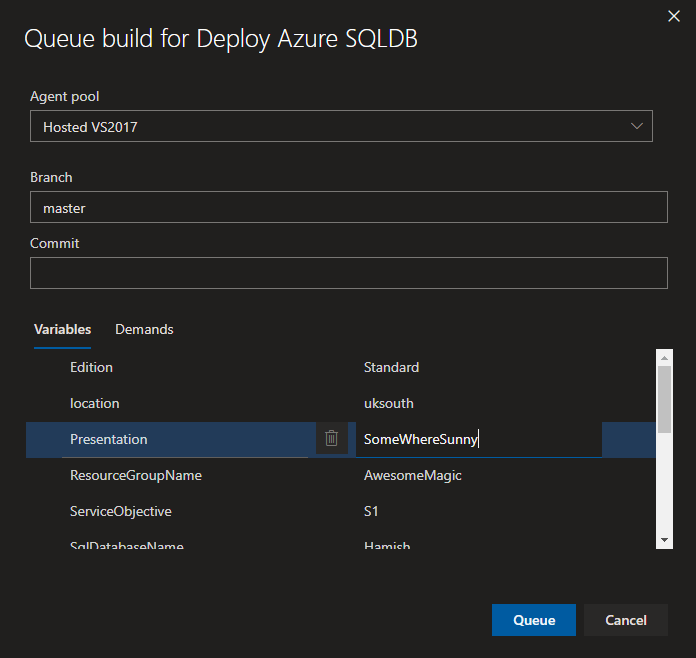 Queue build for Deploy Azure SQLDB
Agent pool
Hosted VS2017
Branch
master
Commit
Variables Demands
Edition Standard
location uksouth
Presentation SomeWhereSunny
ResourceGroupName AwesomeMagic
ServiceObjective S1
SqlDatabaseName Hamish
Queue Cancel